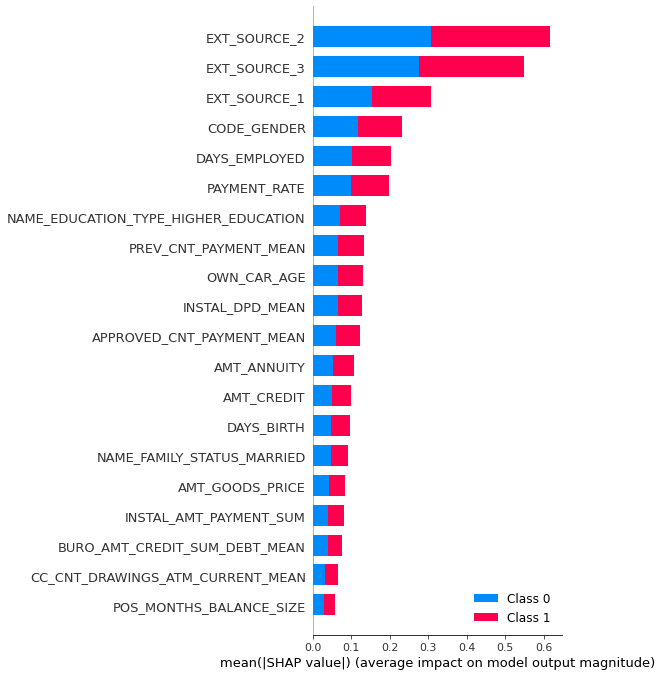 EXT_SOURCE_2
EXT_SOURCE_3
EXT_SOURCE_1
CODE_GENDER
DAYS_EMPLOYED
PAYMENT_RATE
NAME_EDUCATION_TYPE_HIGHER_EDUCATION
PREV_CNT_PAYMENT_MEAN
OWN_CAR_AGE
INSTAL_DPD_MEAN
APPROVED_CNT_PAYMENT_MEAN
AMT_ANNUITY
AMT_CREDIT
DAYS_BIRTH
NAME_FAMILY_STATUS_MARRIED
AMT_GOODS_PRICE
INSTAL_AMT_PAYMENT_SUM
BURO_AMT_CREDIT_SUM_DEBT_MEAN
CC_CNT_DRAWINGS_ATM_CURRENT_MEAN
POS_MONTHS_BALANCE_SIZE
Class 0
Class 1
0.0 0.1 0.2 0.3 0.4 0.5 0.6
mean(|SHAP value|) (average impact on model output magnitude)